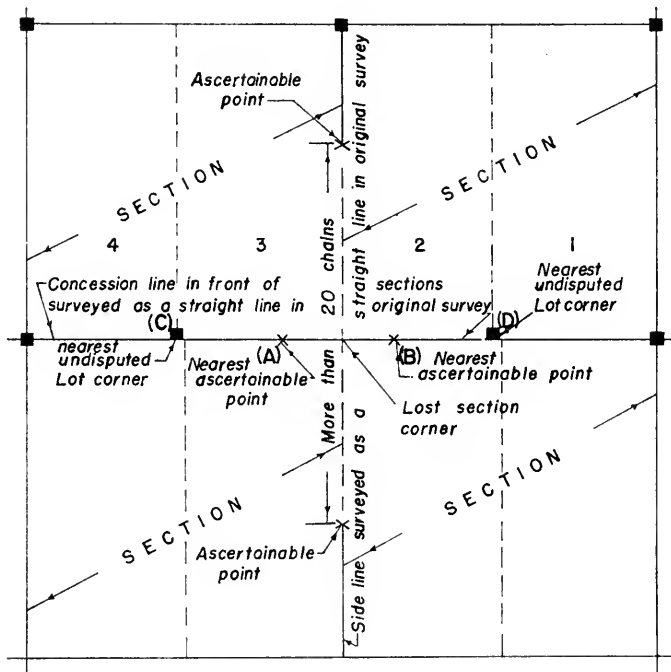 Ascertainable
point
SECTION
SECTION
4
3
2
1
Concession line in front of sections
surveyed as a straight line in original survey
Nearest
undisputed
Lot corner
(C)
(D)
nearest
undisputed
Lot corner
Nearest
ascertainable
point
(A)
(B)
Nearest
ascertainable point
Lost section
corner
More than 20 chains
Side line surveyed as a straight line in original survey
SECTION
SECTION
Ascertainable
point